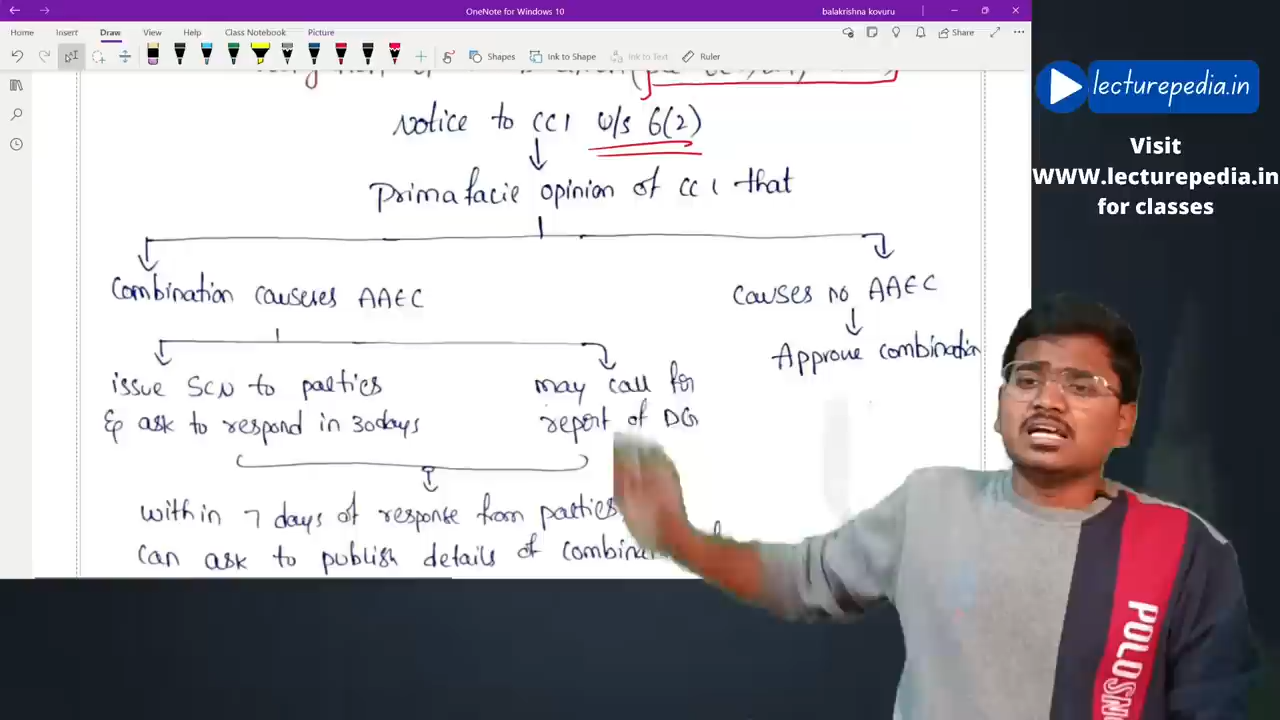 OneNote for Windows 10
balakrishna kovuru
Home Insert Draw View Help Class Notebook Picture
Share
Shapes Ink to Shape Ink to Text Ruler
Notice to CCI u/s 6(2)
Primafacie opinion of CCI that
Combination causeres AAEC
causes no AAEC
Approve combination
issue SCN to parties
& ask to respond in 30days
may call for
report of DG
within 7 days of response from parties
can ask to publish details of
lecturepedia.in
Visit
www.lecturepedia.in
for classes
POLO